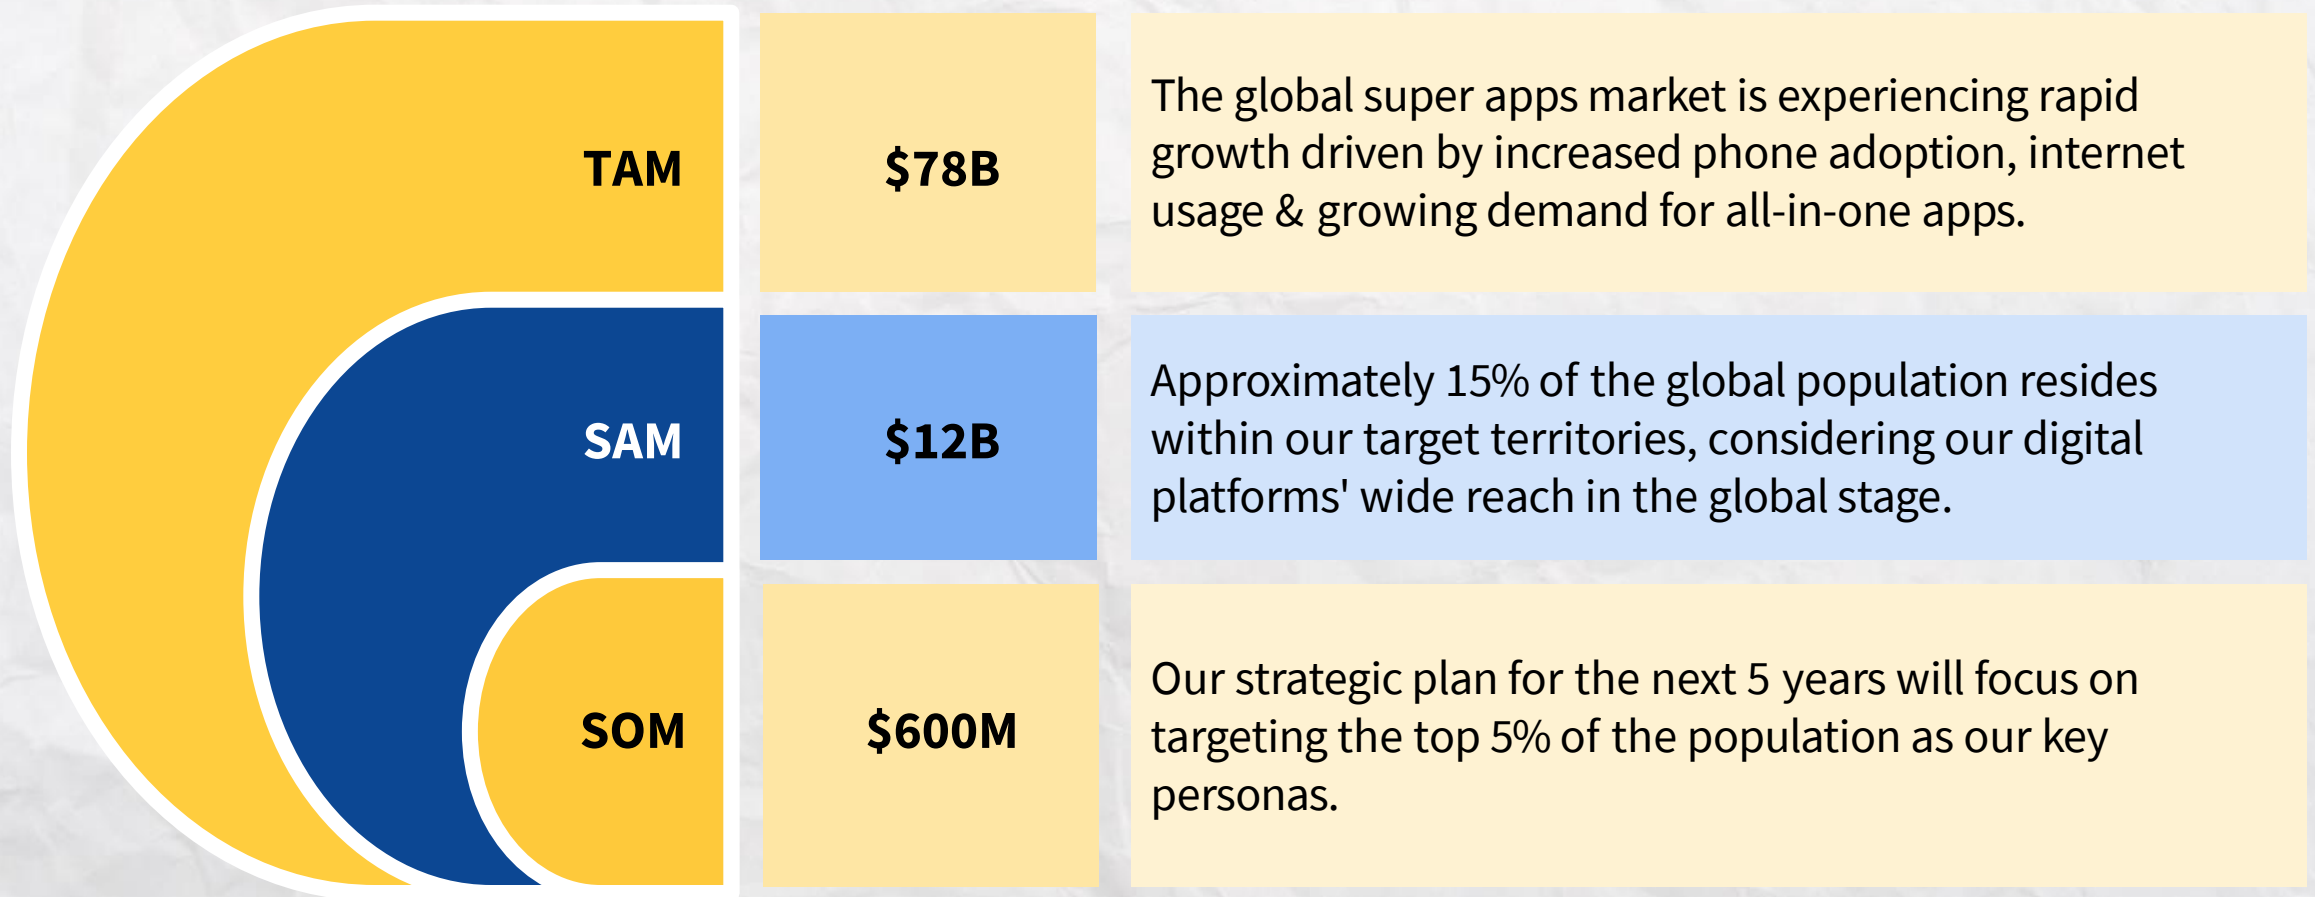 TAM
$78B
The global super apps market is experiencing rapid
growth driven by increased phone adoption, internet
usage & growing demand for all-in-one apps.
SAM
$12B
Approximately 15% of the global population resides
within our target territories, considering our digital
platforms' wide reach in the global stage.
SOM
$600M
Our strategic plan for the next 5 years will focus on
targeting the top 5% of the population as our key
personas.